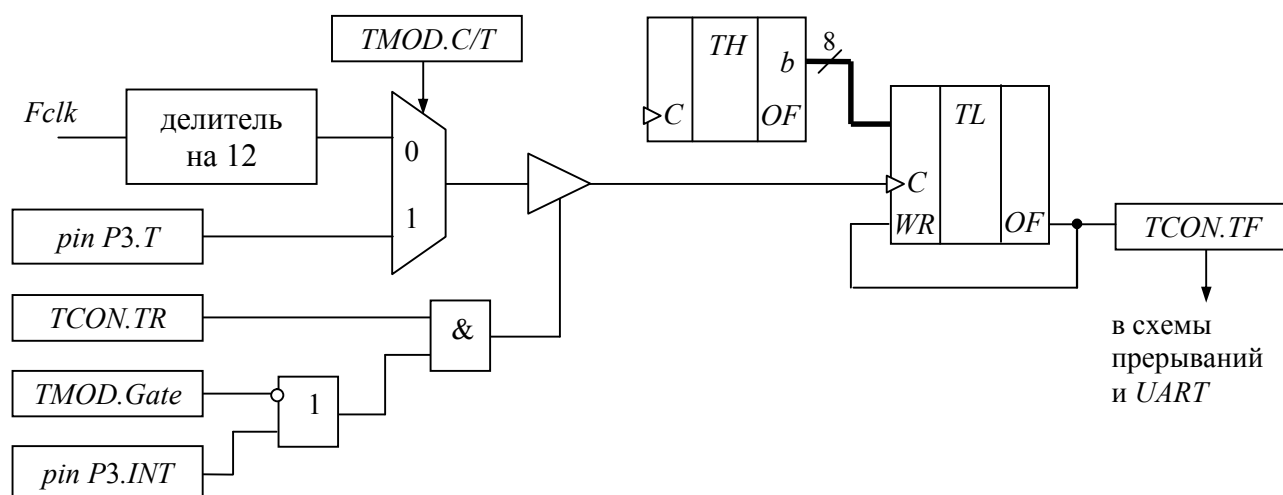 TMOD.C/T
TH
8
b
C
OF
Fclk
делитель
на 12
0
1
TL
C
WR
OF
pin P3.T
TCON.TF
TCON.TR
&
в схемы
прерываний
и UART
TMOD.Gate
1
pin P3.INT